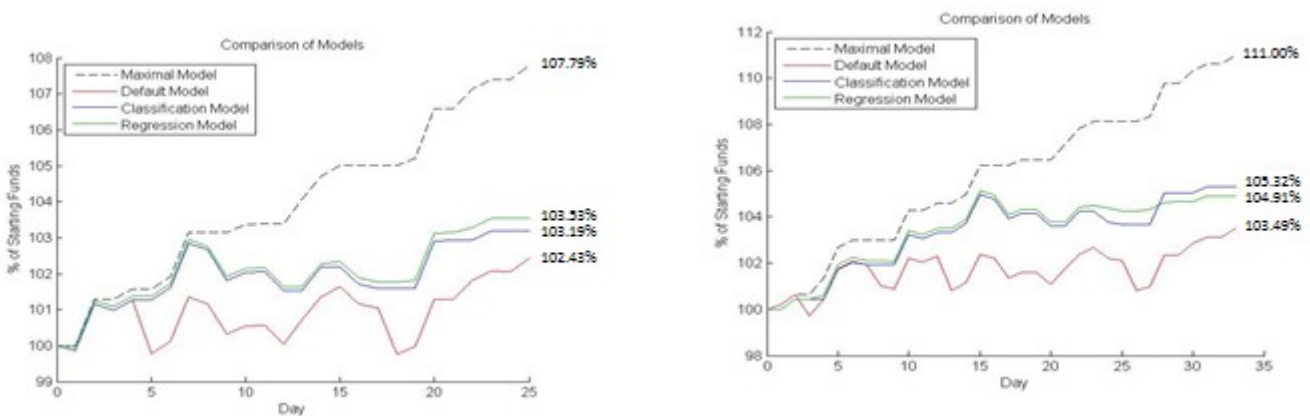 Comparison of Models
108
107
106
105
104
103
102
101
100
99
% of Starting Funds
Maximal Model
Default Model
Classification Model
Regression Model
107.79%
103.53%
103.19%
102.43%
0
5
10
15
20
25
Day
Comparison of Models
112
110
108
106
104
102
100
98
% of Starting Funds
Maximal Model
Default Model
Classification Model
Regression Model
111.00%
105.32%
104.91%
103.49%
0
5
10
15
20
25
30
35
Day